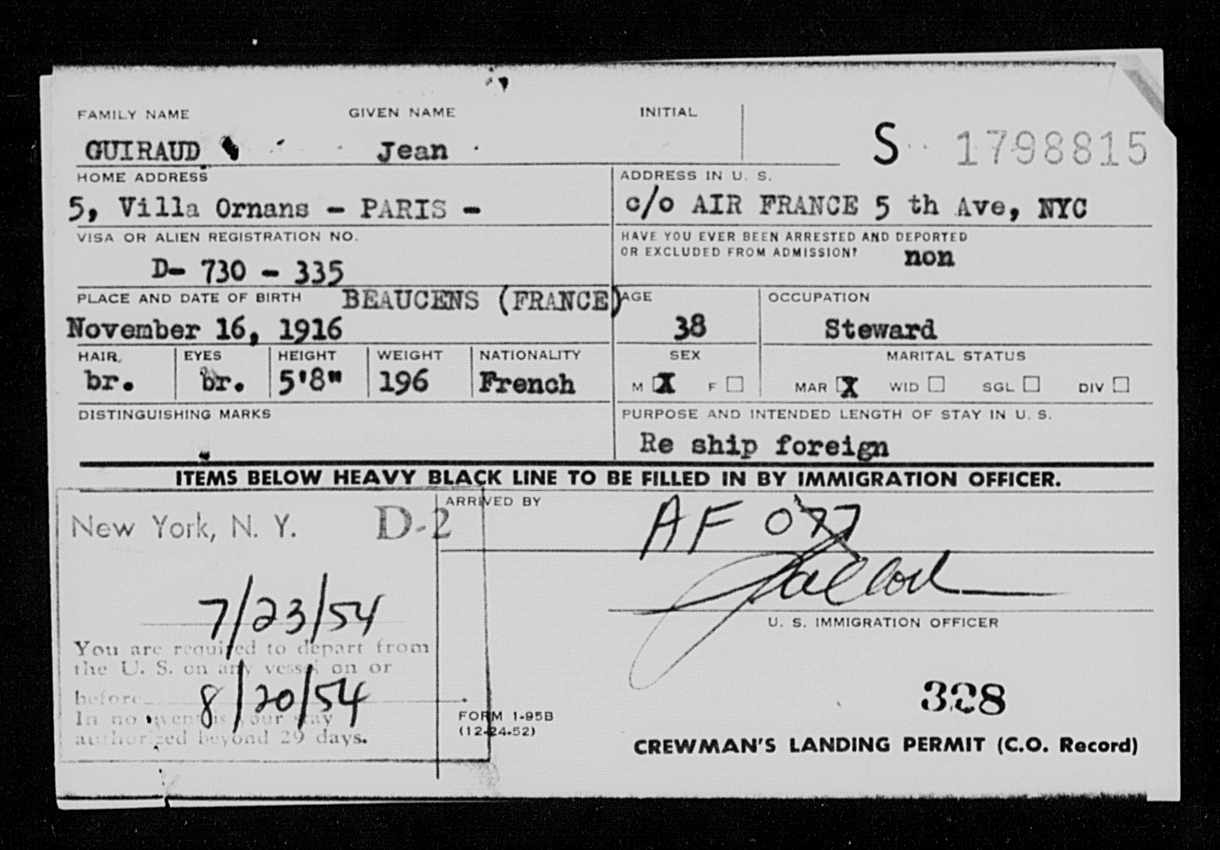 FAMILY NAME GIVEN NAME INITIAL
GUIRAUD Jean S 1798815
HOME ADDRESS ADDRESS IN U. S.
5, Villa Ornans - PARIS - c/o AIR FRANCE 5 th Ave, NYC
VISA OR ALIEN REGISTRATION NO. HAVE YOU EVER BEEN ARRESTED AND DEPORTED
OR EXCLUDED FROM ADMISSION? non
D- 730 - 335
PLACE AND DATE OF BIRTH BEAUCENS (FRANCE) AGE OCCUPATION
November 16, 1916 38 Steward
HAIR EYES HEIGHT WEIGHT NATIONALITY SEX MARITAL STATUS
br. br. 5'8" 196 French M X F MAR X WID SGL DIV
DISTINGUISHING MARKS PURPOSE AND INTENDED LENGTH OF STAY IN U. S.
Re ship foreign
ITEMS BELOW HEAVY BLACK LINE TO BE FILLED IN BY IMMIGRATION OFFICER.
ARRIVED BY
New York, N. Y. D-2 AF 077
7/23/54
U. S. IMMIGRATION OFFICER
You are required to depart from
the U. S. on any vessel on or
before 8/20/54
In no event is your stay
authorized beyond 29 days.
FORM I-95B
(12-24-52)
328
CREWMAN'S LANDING PERMIT (C.O. Record)